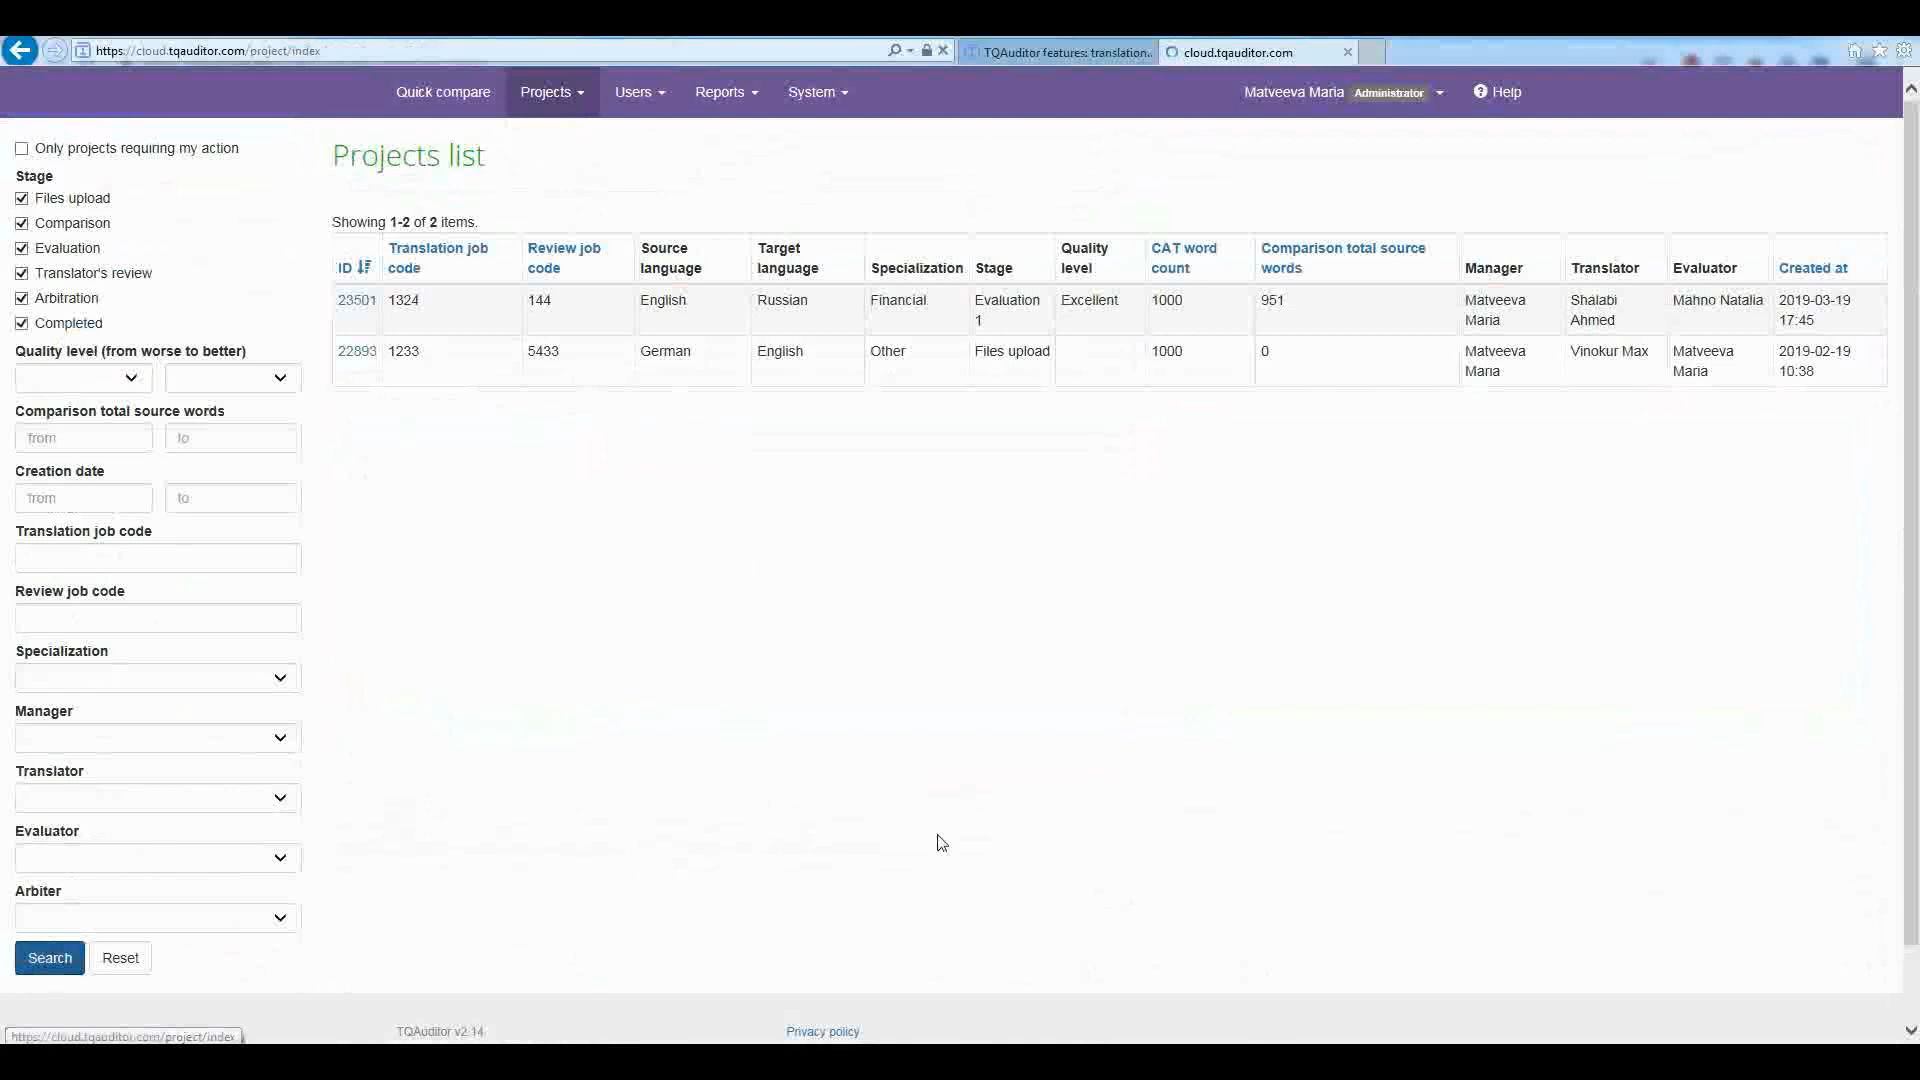 https://cloud.tqauditor.com/project/index
TQAuditor features: translation...
cloud.tqauditor.com
Quick compare
Projects
Users
Reports
System
Matveeva Maria Administrator
Help
Only projects requiring my action
Stage
Files upload
Comparison
Evaluation
Translator's review
Arbitration
Completed
Quality level (from worse to better)
Comparison total source words
from to
Creation date
from to
Translation job code
Review job code
Specialization
Manager
Translator
Evaluator
Arbiter
Search Reset
Projects list
Showing 1-2 of 2 items.
ID Translation job code Review job code Source language Target language Specialization Stage Quality level CAT word count Comparison total source words Manager Translator Evaluator Created at
23501 1324 144 English Russian Financial Evaluation 1 Excellent 1000 951 Matveeva Maria Shalabi Ahmed Mahno Natalia 2019-03-19 17:45
22893 1233 5433 German English Other Files upload 1000 0 Matveeva Maria Vinokur Max Matveeva Maria 2019-02-19 10:38
https://cloud.tqauditor.com/project/index
TQAuditor v2.14
Privacy policy